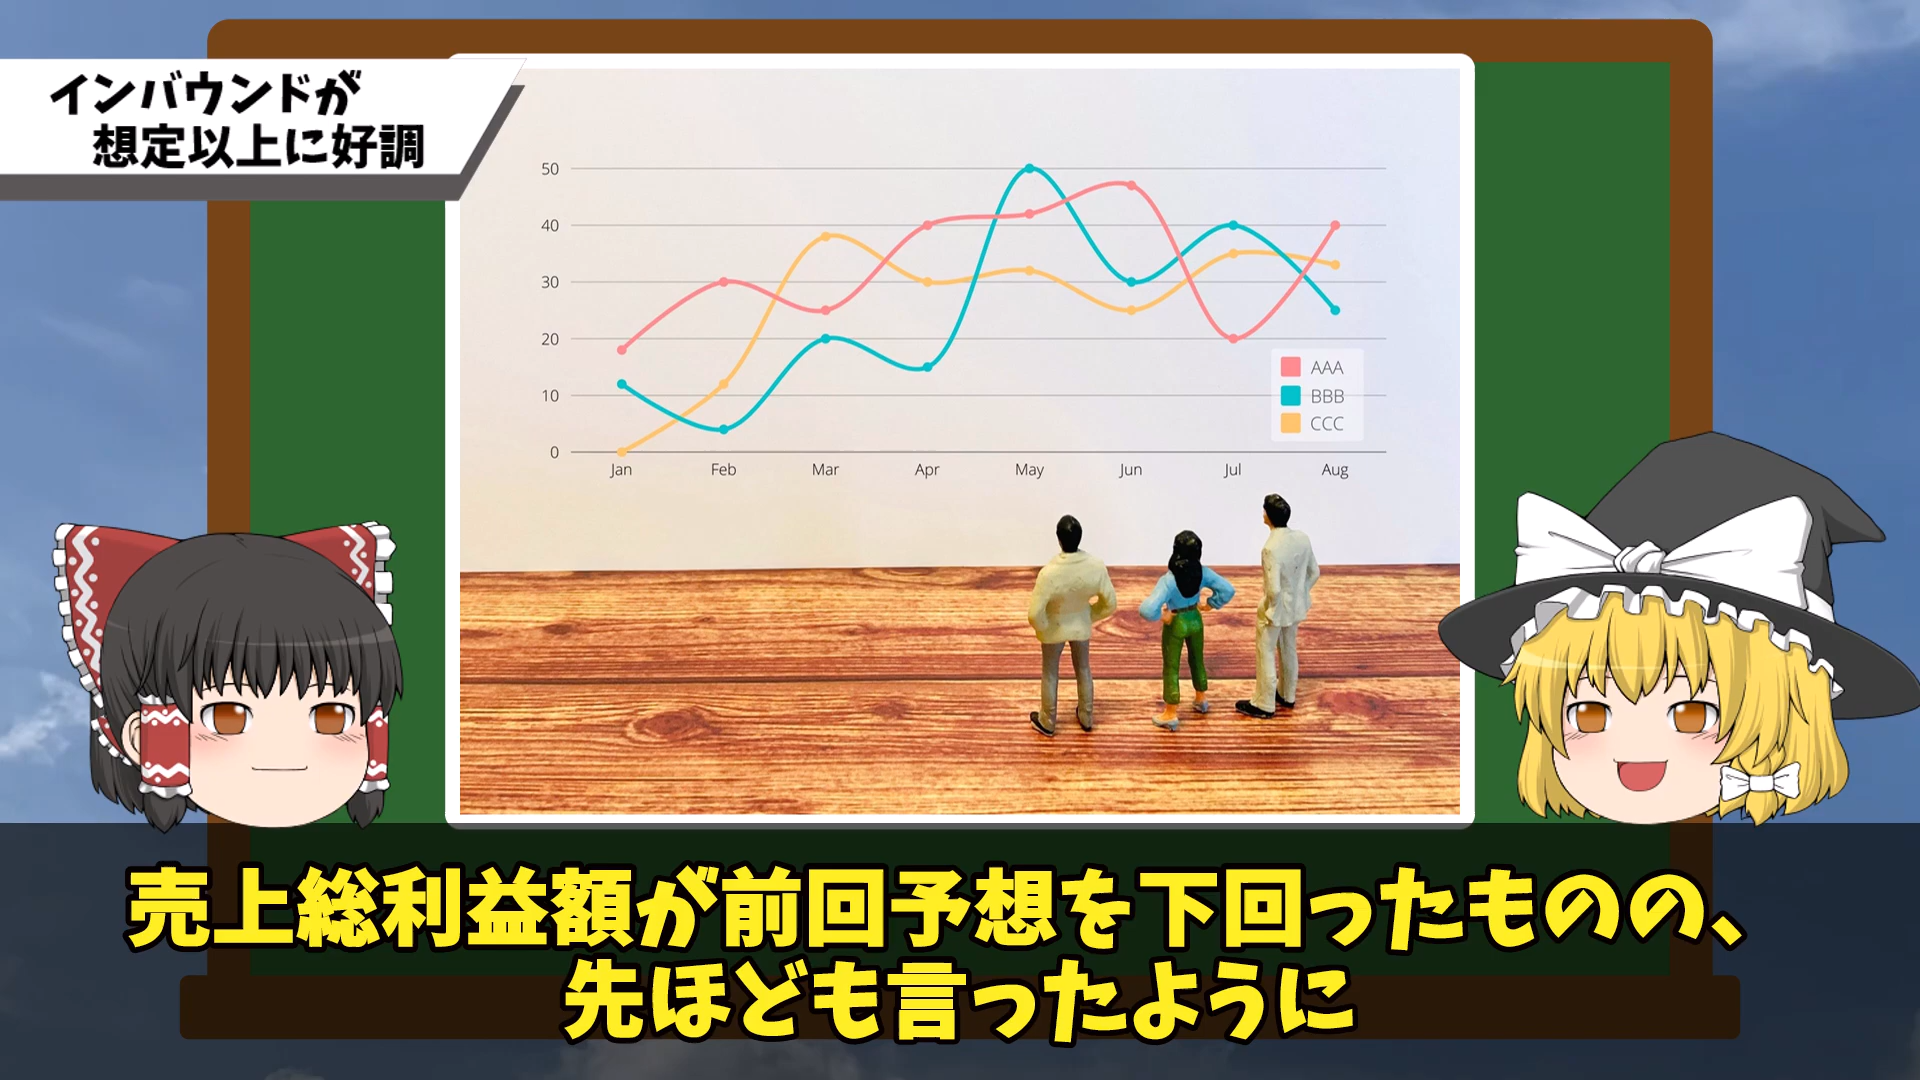 インバウンドが
想定以上に好調
50
40
30
20
10
0
Jan Feb Mar Apr May Jun Jul Aug
AAA
BBB
CCC
売上総利益額が前回予想を下回ったものの、
先ほども言ったように